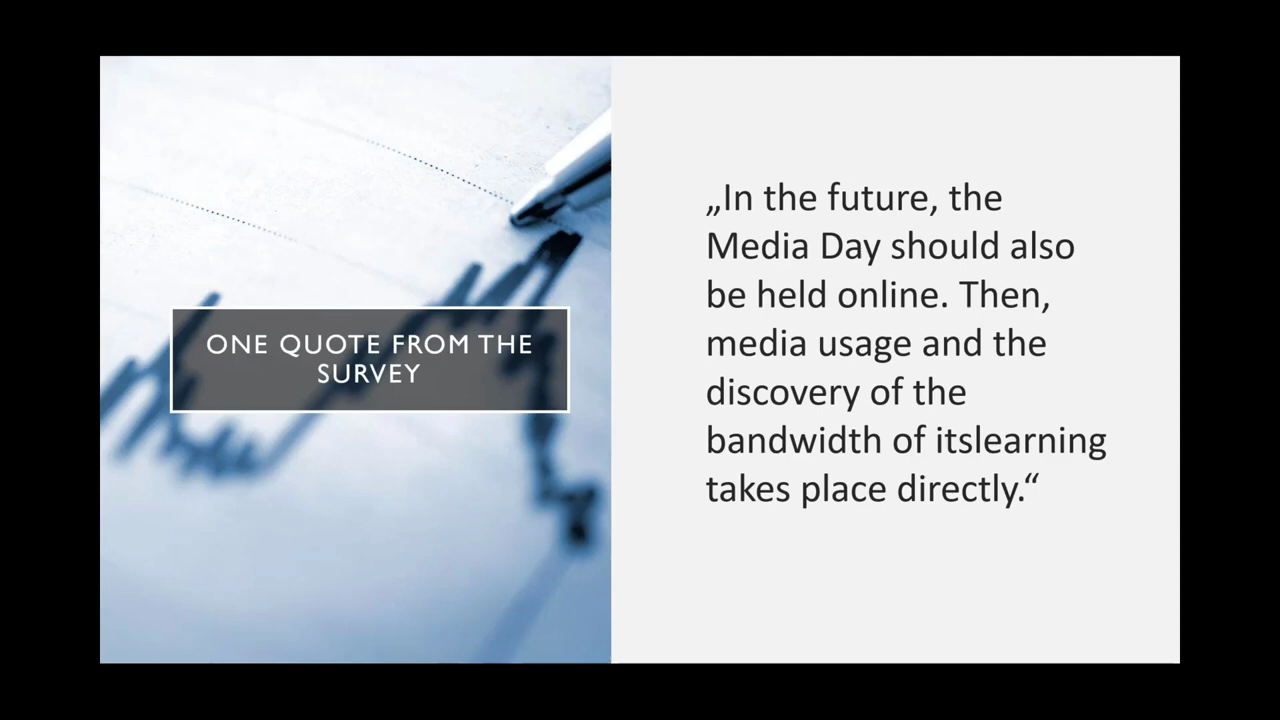 ONE QUOTE FROM THE
SURVEY
„In the future, the
Media Day should also
be held online. Then,
media usage and the
discovery of the
bandwidth of itslearning
takes place directly.“